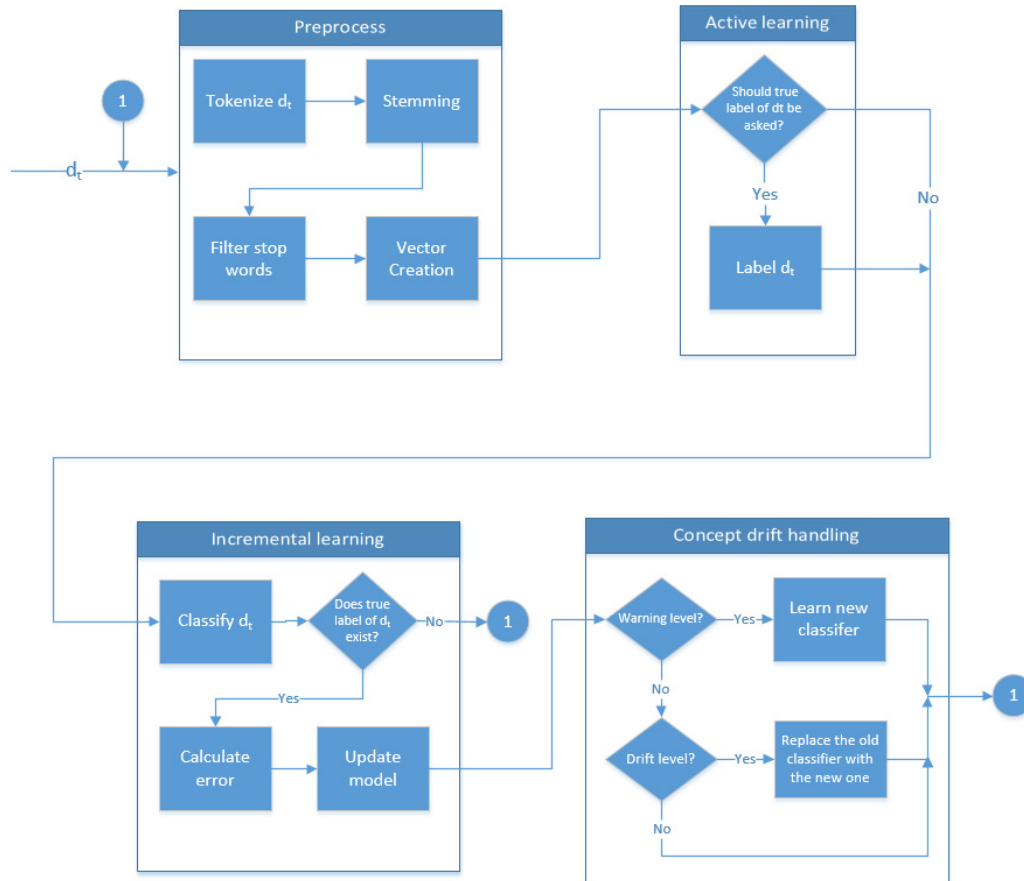 Preprocess
Tokenize dₜ
Stemming
Filter stop
words
Vector
Creation
1
dₜ
Active learning
Should true
label of dt be
asked?
Yes
No
Label dₜ
Incremental learning
Classify dₜ
Does true
label of dₜ
exist?
No
1
Yes
Calculate
error
Update
model
Concept drift handling
Warning level?
Yes
Learn new
classifer
No
Drift level?
Yes
Replace the old
classifier with
the new one
No
1